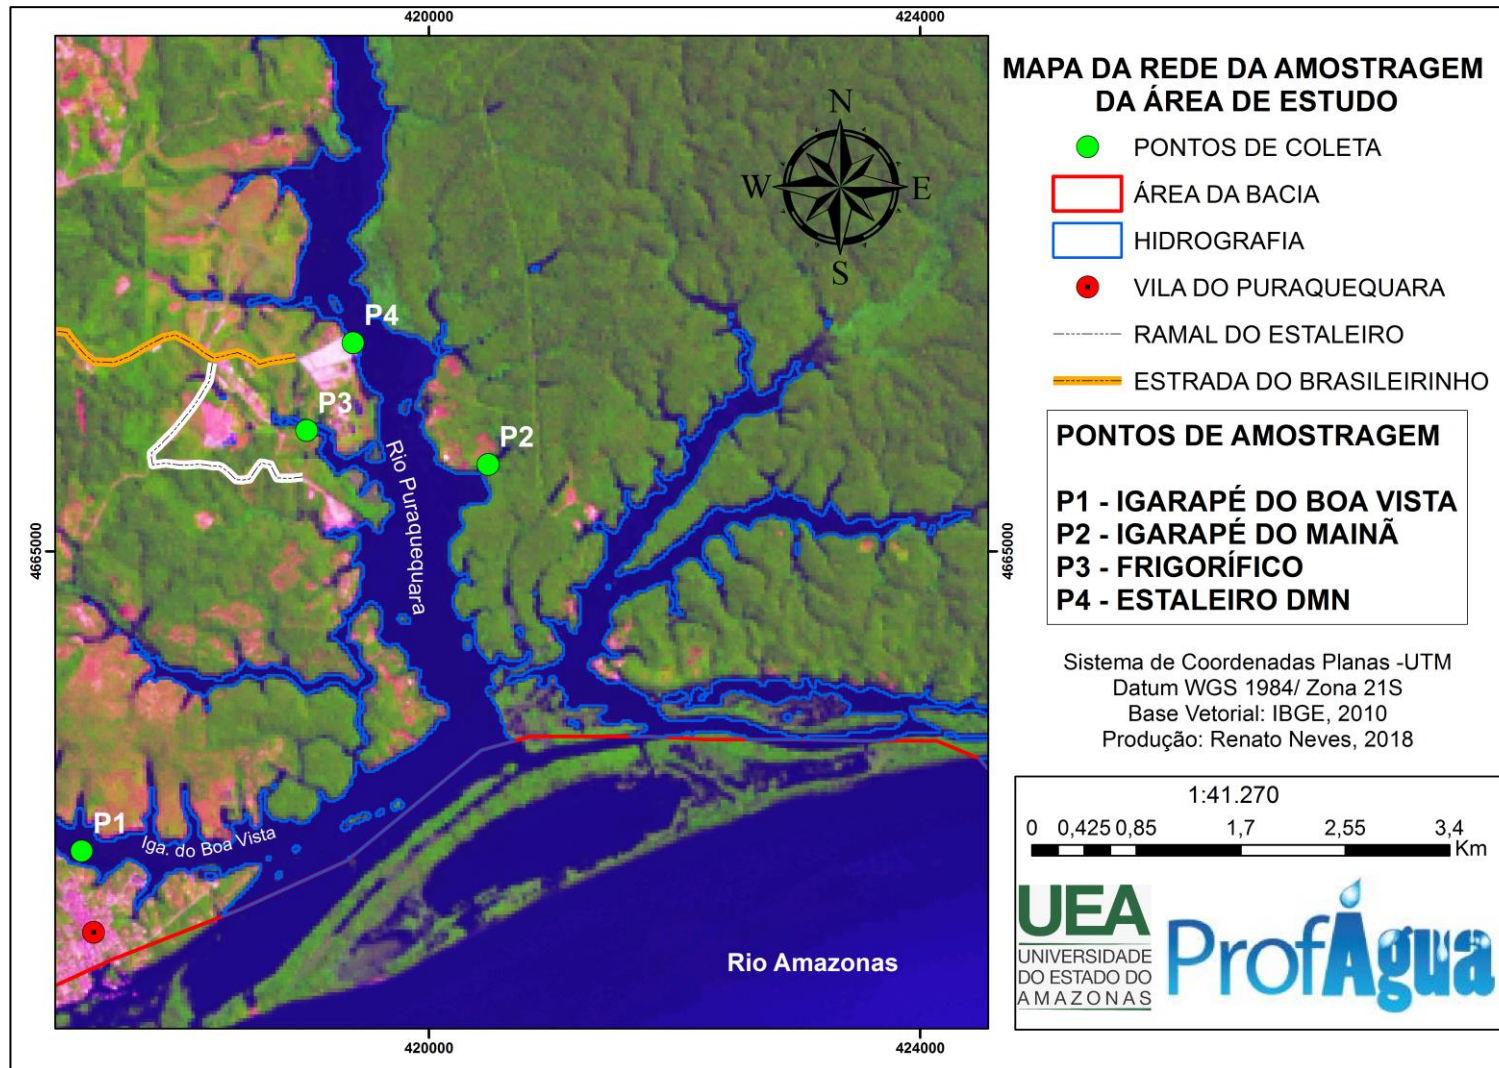 420000
424000
MAPA DA REDE DA AMOSTRAGEM
DA ÁREA DE ESTUDO
N
W
E
S
PONTOS DE COLETA
ÁREA DA BACIA
HIDROGRAFIA
VILA DO PURAQUEQUARA
RAMAL DO ESTALEIRO
ESTRADA DO BRASILEIRINHO
P4
P3
P2
Rio Puraquequara
4665000
4665000
PONTOS DE AMOSTRAGEM
P1 - IGARAPÉ DO BOA VISTA
P2 - IGARAPÉ DO MAINÃ
P3 - FRIGORÍFICO
P4 - ESTALEIRO DMN
Sistema de Coordenadas Planas -UTM
Datum WGS 1984/ Zona 21S
Base Vetorial: IBGE, 2010
Produção: Renato Neves, 2018
P1
Iga. do Boa Vista
Rio Amazonas
1:41.270
0 0,425 0,85 1,7 2,55 3,4
Km
UEA
UNIVERSIDADE
DO ESTADO DO
AMAZONAS
ProfÁgua
420000
424000